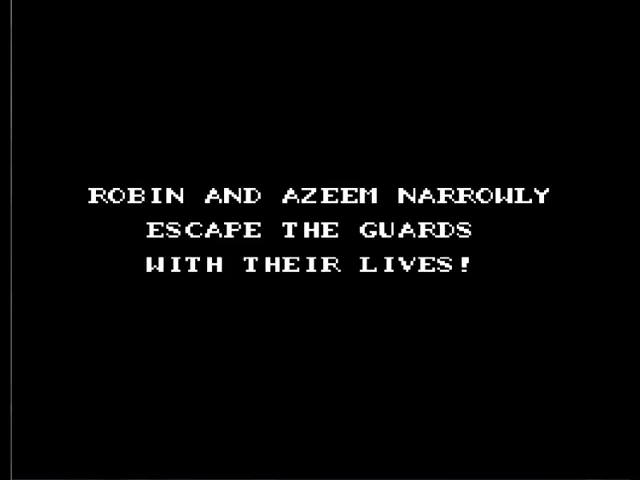 ROBIN AND AZEEM NARROWLY
ESCAPE THE GUARDS
WITH THEIR LIVES!